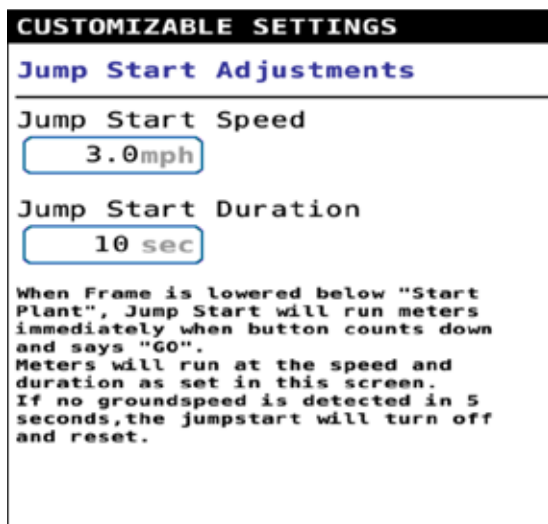 CUSTOMIZABLE SETTINGS
Jump Start Adjustments
Jump Start Speed
3.0mph
Jump Start Duration
10 sec
When Frame is lowered below "Start
Plant", Jump Start will run meters
immediately when button counts down
and says "GO".
Meters will run at the speed and
duration as set in this screen.
If no groundspeed is detected in 5
seconds,the jumpstart will turn off
and reset.